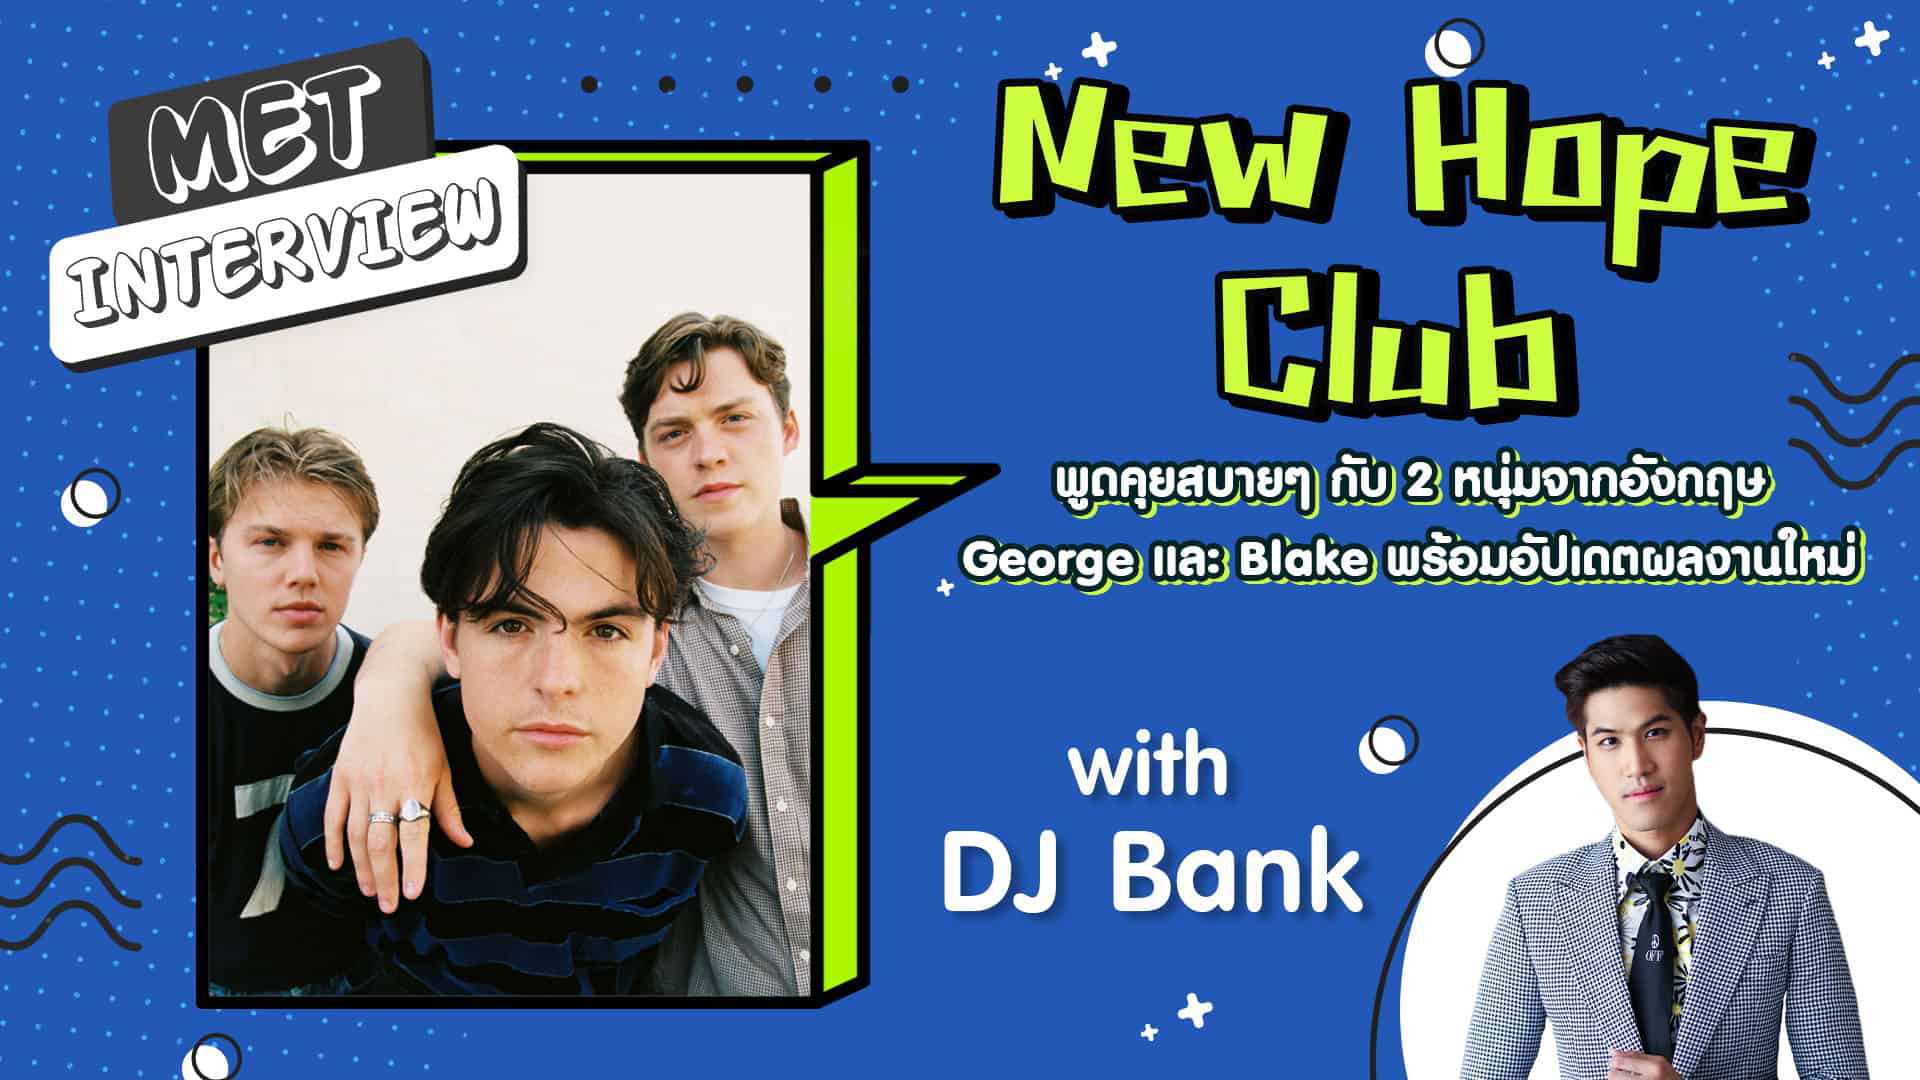 MET
INTERVIEW
New Hope
Club
พูดคุยสบายๆ กับ 2 หนุ่มจากอังกฤษ
George และ Blake พร้อมอัปเดตผลงานใหม่
with
DJ Bank
7
OFF